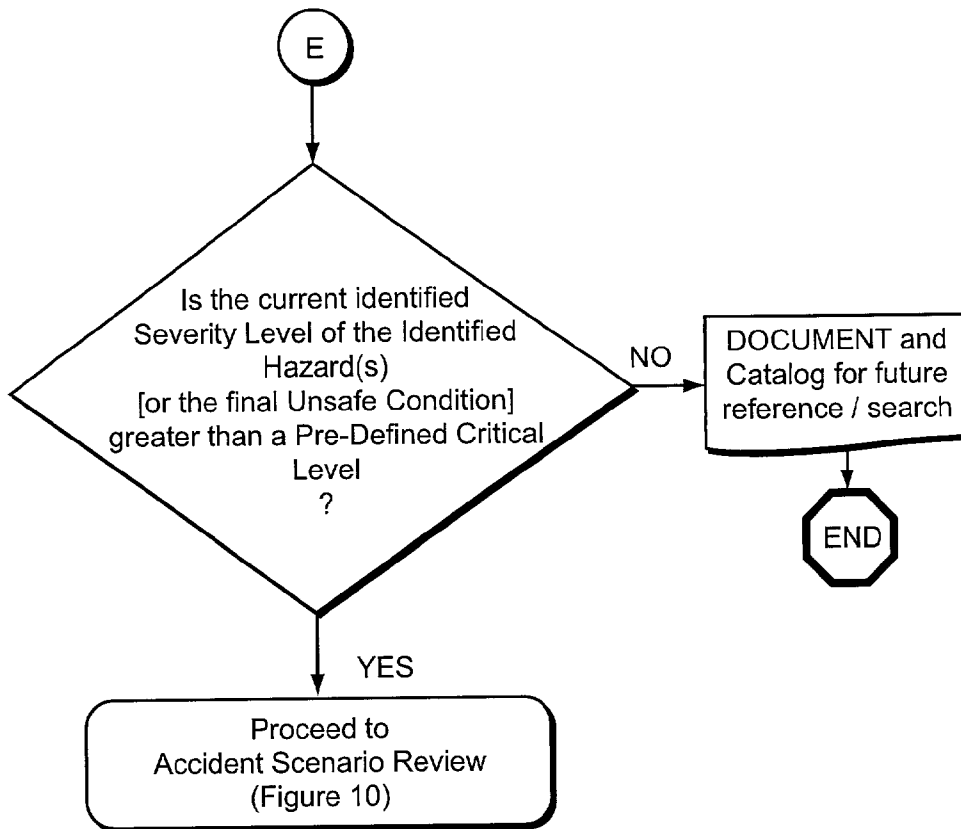 E
Is the current identified
Severity Level of the Identified
Hazard(s)
[or the final Unsafe Condition]
greater than a Pre-Defined Critical
Level
?
NO
DOCUMENT and
Catalog for future
reference / search
END
YES
Proceed to
Accident Scenario Review
(Figure 10)